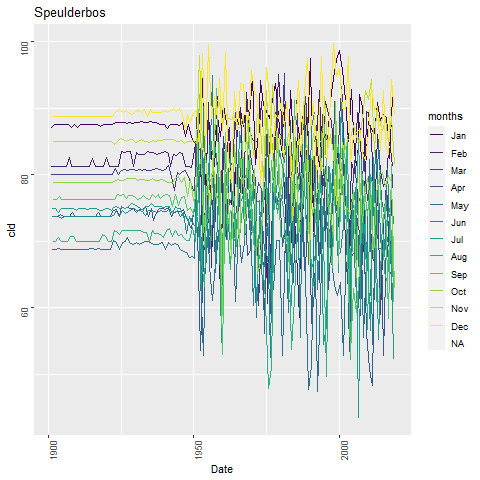 Speulderbos
100
80
60
cld
1900
1950
2000
Date
months
Jan
Feb
Mar
Apr
May
Jun
Jul
Aug
Sep
Oct
Nov
Dec
NA